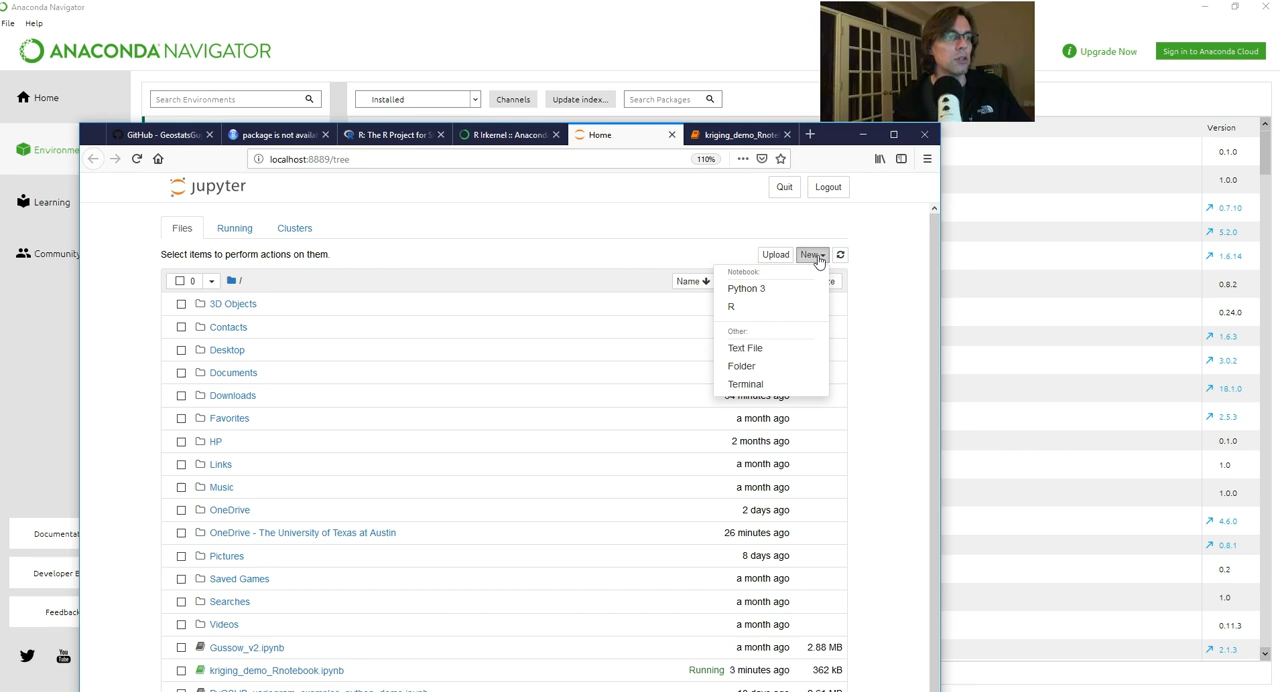 Anaconda Navigator
File Help
ANACONDA NAVIGATOR
Upgrade Now
Sign in to Anaconda Cloud
Home
Search Environments
Installed
Channels
Update index...
Search Packages
GitHub - GeostatsGu
package is not availa
R: The R Project for S
R Irkernel :: Anacond
Home
kriging_demo_Rnote
Version
Environme
localhost:8889/tree
110%
jupyter
Quit
Logout
Learning
Files
Running
Clusters
Community
Select items to perform actions on them.
Upload
New
0
/
Name
Notebook:
Python 3
R
Other:
Text File
Folder
Terminal
3D Objects
Contacts
Desktop
Documents
Downloads
Favorites a month ago
HP 2 months ago
Links a month ago
Music a month ago
OneDrive 2 days ago
OneDrive - The University of Texas at Austin 26 minutes ago
Pictures 8 days ago
Saved Games a month ago
Searches a month ago
Videos a month ago
Gussow_v2.ipynb a month ago 2.88 MB
kriging_demo_Rnotebook.ipynb Running 3 minutes ago 362 kB
Documentat
Developer B
Feedback
You
Tube
0.1.0
1.0.0
0.7.10
5.2.0
1.6.14
0.8.2
0.24.0
1.6.3
3.0.2
16.1.0
2.5.3
0.1.0
1.0
1.0.0
4.6.0
0.8.1
0.2
1.0
0.11.3
2.1.3